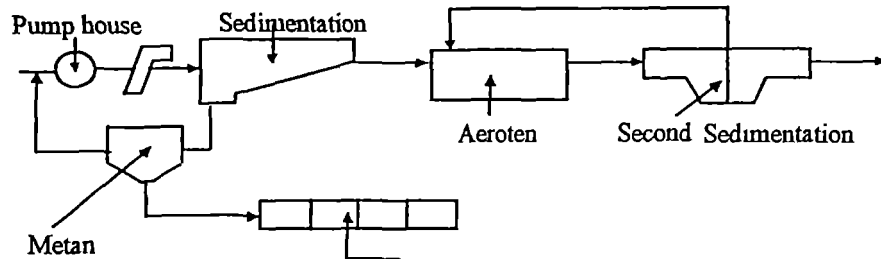 Pump house
Sedimentation
Aeroten
Second Sedimentation
Metan